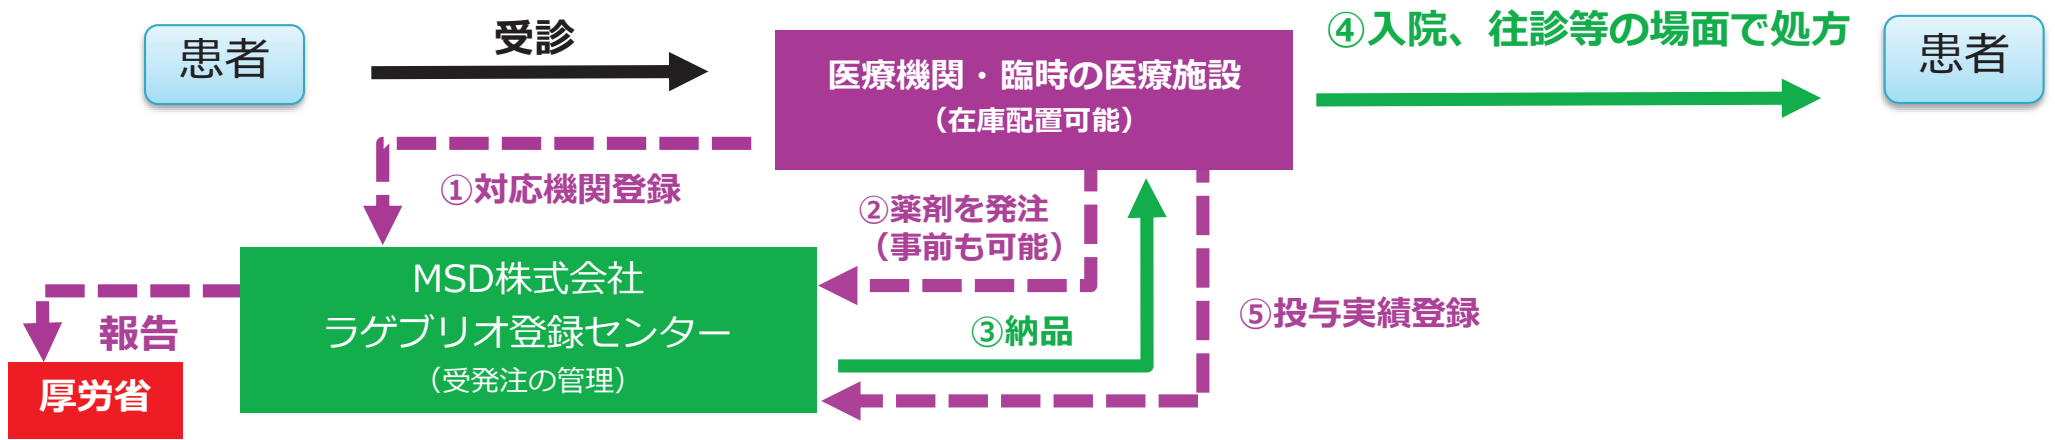 患者
受診
医療機関・臨時の医療施設
（在庫配置可能）
④入院、往診等の場面で処方
患者
①対応機関登録
②薬剤を発注
（事前も可能）
MSD株式会社
ラゲブリオ登録センター
（受発注の管理）
③納品
⑤投与実績登録
報告
厚労省